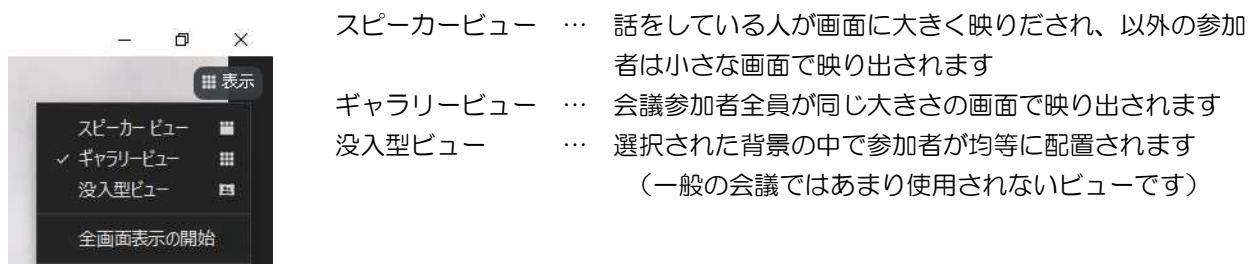 表示
スピーカー ビュー
✓ ギャラリービュー
没入型ビュー
全画面表示の開始
スピーカービュー … 話をしている人が画面に大きく映りだされ、以外の参加
者は小さな画面で映り出されます
ギャラリービュー … 会議参加者全員が同じ大きさの画面で映り出されます
没入型ビュー … 選択された背景の中で参加者が均等に配置されます
（一般の会議ではあまり使用されないビューです）